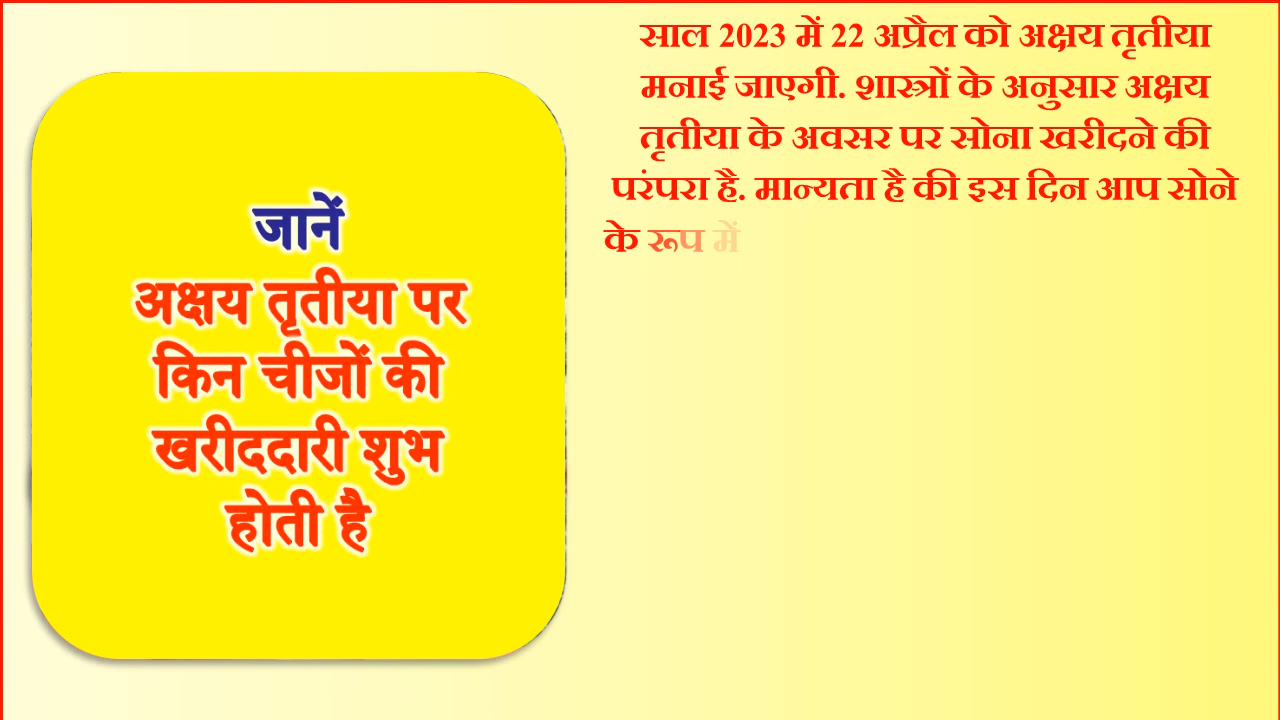 जानें
अक्षय तृतीया पर
किन चीजों की
खरीददारी शुभ
होती है
साल 2023 में 22 अप्रैल को अक्षय तृतीया
मनाई जाएगी. शास्त्रों के अनुसार अक्षय
तृतीया के अवसर पर सोना खरीदने की
परंपरा है. मान्यता है की इस दिन आप सोने
के रूप में